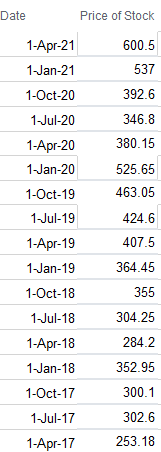 Date Price of Stock
1-Apr-21 600.5
1-Jan-21 537
1-Oct-20 392.6
1-Jul-20 346.8
1-Apr-20 380.15
1-Jan-20 525.65
1-Oct-19 463.05
1-Jul-19 424.6
1-Apr-19 407.5
1-Jan-19 364.45
1-Oct-18 355
1-Jul-18 304.25
1-Apr-18 284.2
1-Jan-18 352.95
1-Oct-17 300.1
1-Jul-17 302.6
1-Apr-17 253.18